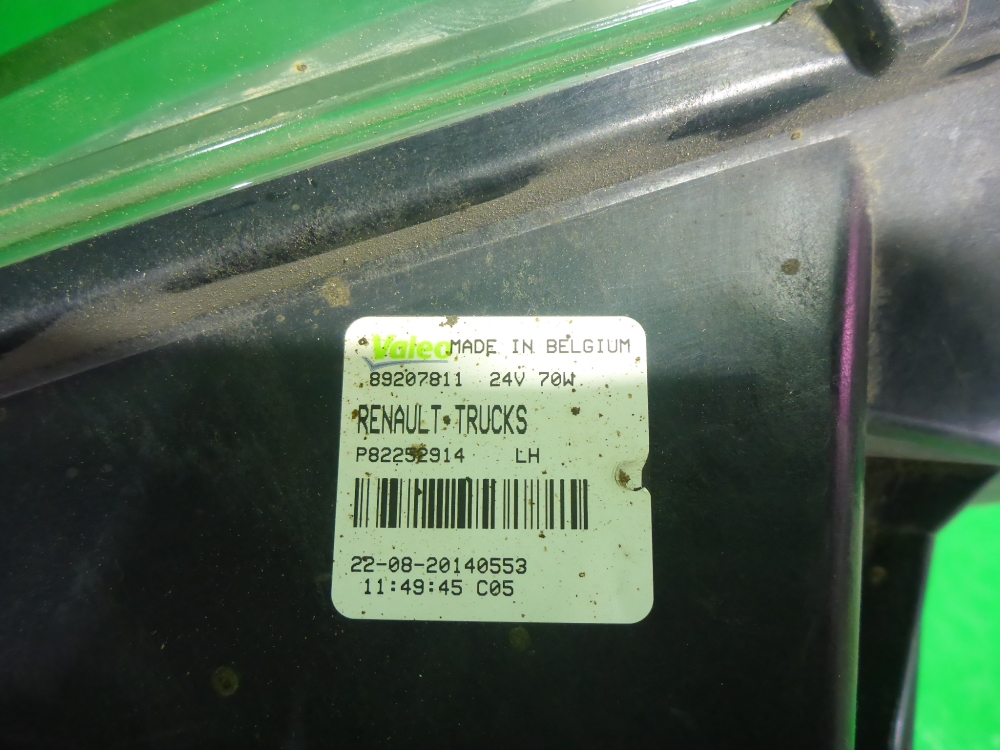 Valeo MADE IN BELGIUM
89207811 24V 70W
RENAULT TRUCKS
P82252914 LH
22-08-20140553
11:49:45 C05